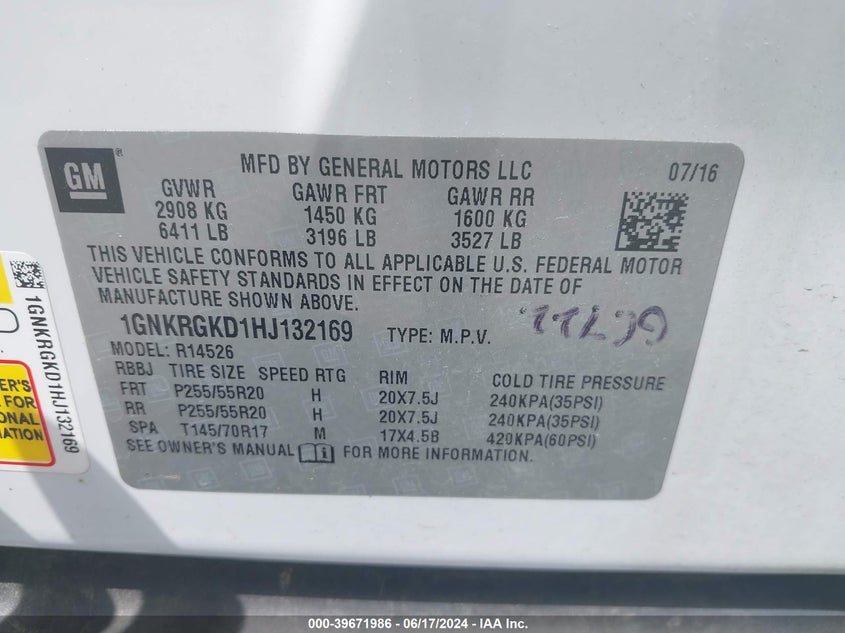 GM®
MFD BY GENERAL MOTORS LLC 07/16
GVWR GAWR FRT GAWR RR
2908 KG 1450 KG 1600 KG
6411 LB 3196 LB 3527 LB
THIS VEHICLE CONFORMS TO ALL APPLICABLE U.S. FEDERAL MOTOR
VEHICLE SAFETY STANDARDS IN EFFECT ON THE DATE OF
MANUFACTURE SHOWN ABOVE.
1GNKRGKD1HJ132169 TYPE: M.P.V.
MODEL: R14526
RBBJ TIRE SIZE SPEED RTG RIM COLD TIRE PRESSURE
FRT P255/55R20 H 20X7.5J 240KPA(35PSI)
RR P255/55R20 H 20X7.5J 240KPA(35PSI)
SPA T145/70R17 M 17X4.5B 420KPA(60PSI)
SEE OWNER'S MANUAL FOR MORE INFORMATION.
1GNKRGKD1HJ132169
000-39671986 - 06/17/2024 - IAA Inc.